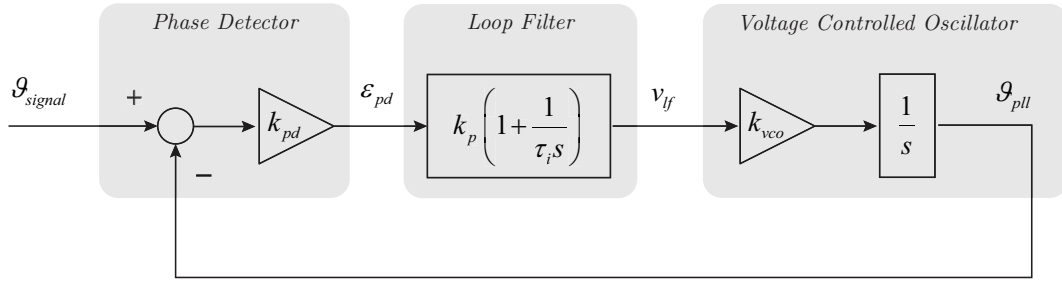 Phase Detector
Loop Filter
Voltage Controlled Oscillator
ϑ_signal
+
−
k_pd
ε_pd
k_p(1+1/(τ_i s))
v_lf
k_vco
1/s
ϑ_pll